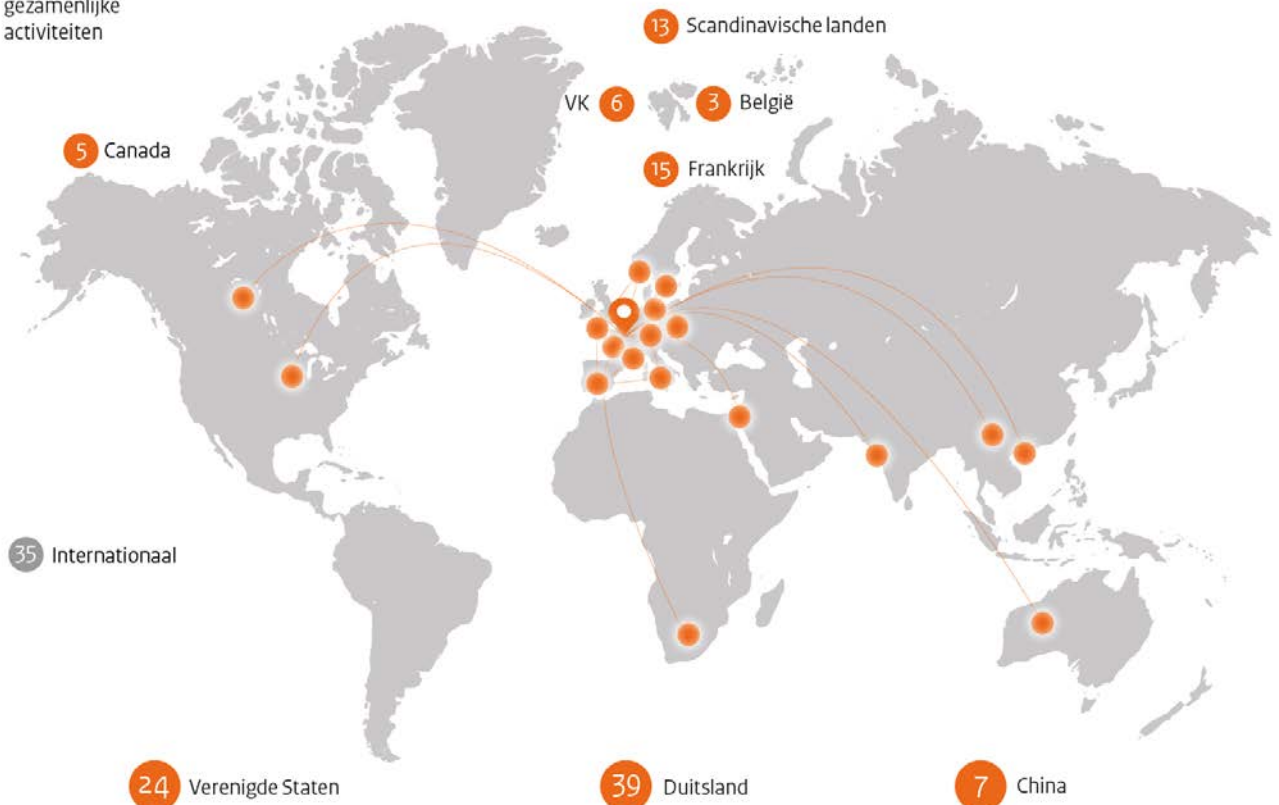 gezamenlijke
activiteiten
13 Scandinavische landen
VK 6
3 België
5 Canada
15 Frankrijk
35 Internationaal
24 Verenigde Staten
39 Duitsland
7 China